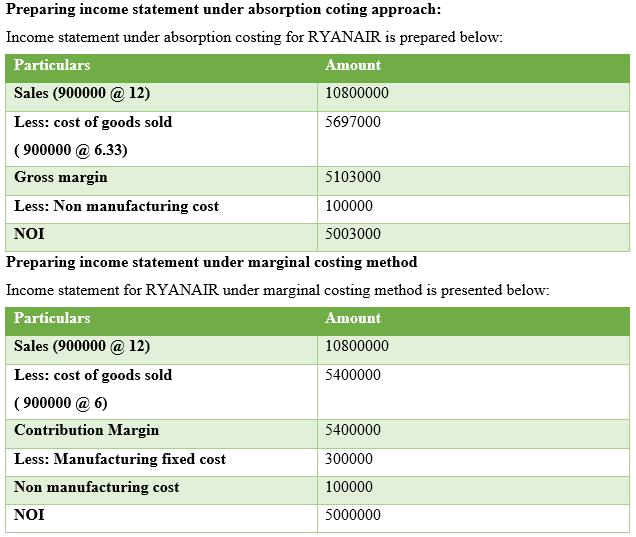 Preparing income statement under absorption coting approach:
Income statement under absorption costing for RYANAIR is prepared below:
Particulars Amount
Sales (900000 @ 12) 10800000
Less: cost of goods sold 5697000
( 900000 @ 6.33)
Gross margin 5103000
Less: Non manufacturing cost 100000
NOI 5003000
Preparing income statement under marginal costing method
Income statement for RYANAIR under marginal costing method is presented below:
Particulars Amount
Sales (900000 @ 12) 10800000
Less: cost of goods sold 5400000
( 900000 @ 6)
Contribution Margin 5400000
Less: Manufacturing fixed cost 300000
Non manufacturing cost 100000
NOI 5000000